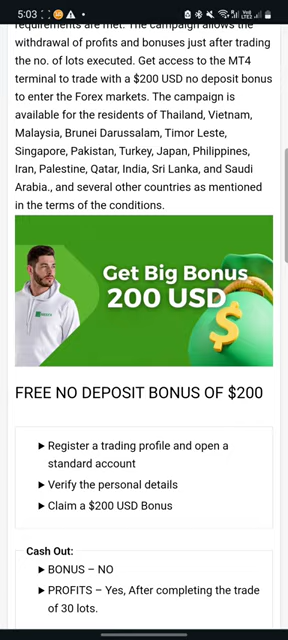 5:03
requirements are met. The campaign allows the
withdrawal of profits and bonuses just after trading
the no. of lots executed. Get access to the MT4
terminal to trade with a $200 USD no deposit bonus
to enter the Forex markets. The campaign is
available for the residents of Thailand, Vietnam,
Malaysia, Brunei Darussalam, Timor Leste,
Singapore, Pakistan, Turkey, Japan, Philippines,
Iran, Palestine, Qatar, India, Sri Lanka, and Saudi
Arabia., and several other countries as mentioned
in the terms of the conditions.
Get Big Bonus
200 USD
$
FREE NO DEPOSIT BONUS OF $200
▶ Register a trading profile and open a
standard account
▶ Verify the personal details
▶ Claim a $200 USD Bonus
Cash Out:
▶ BONUS – NO
▶ PROFITS – Yes, After completing the trade
of 30 lots.